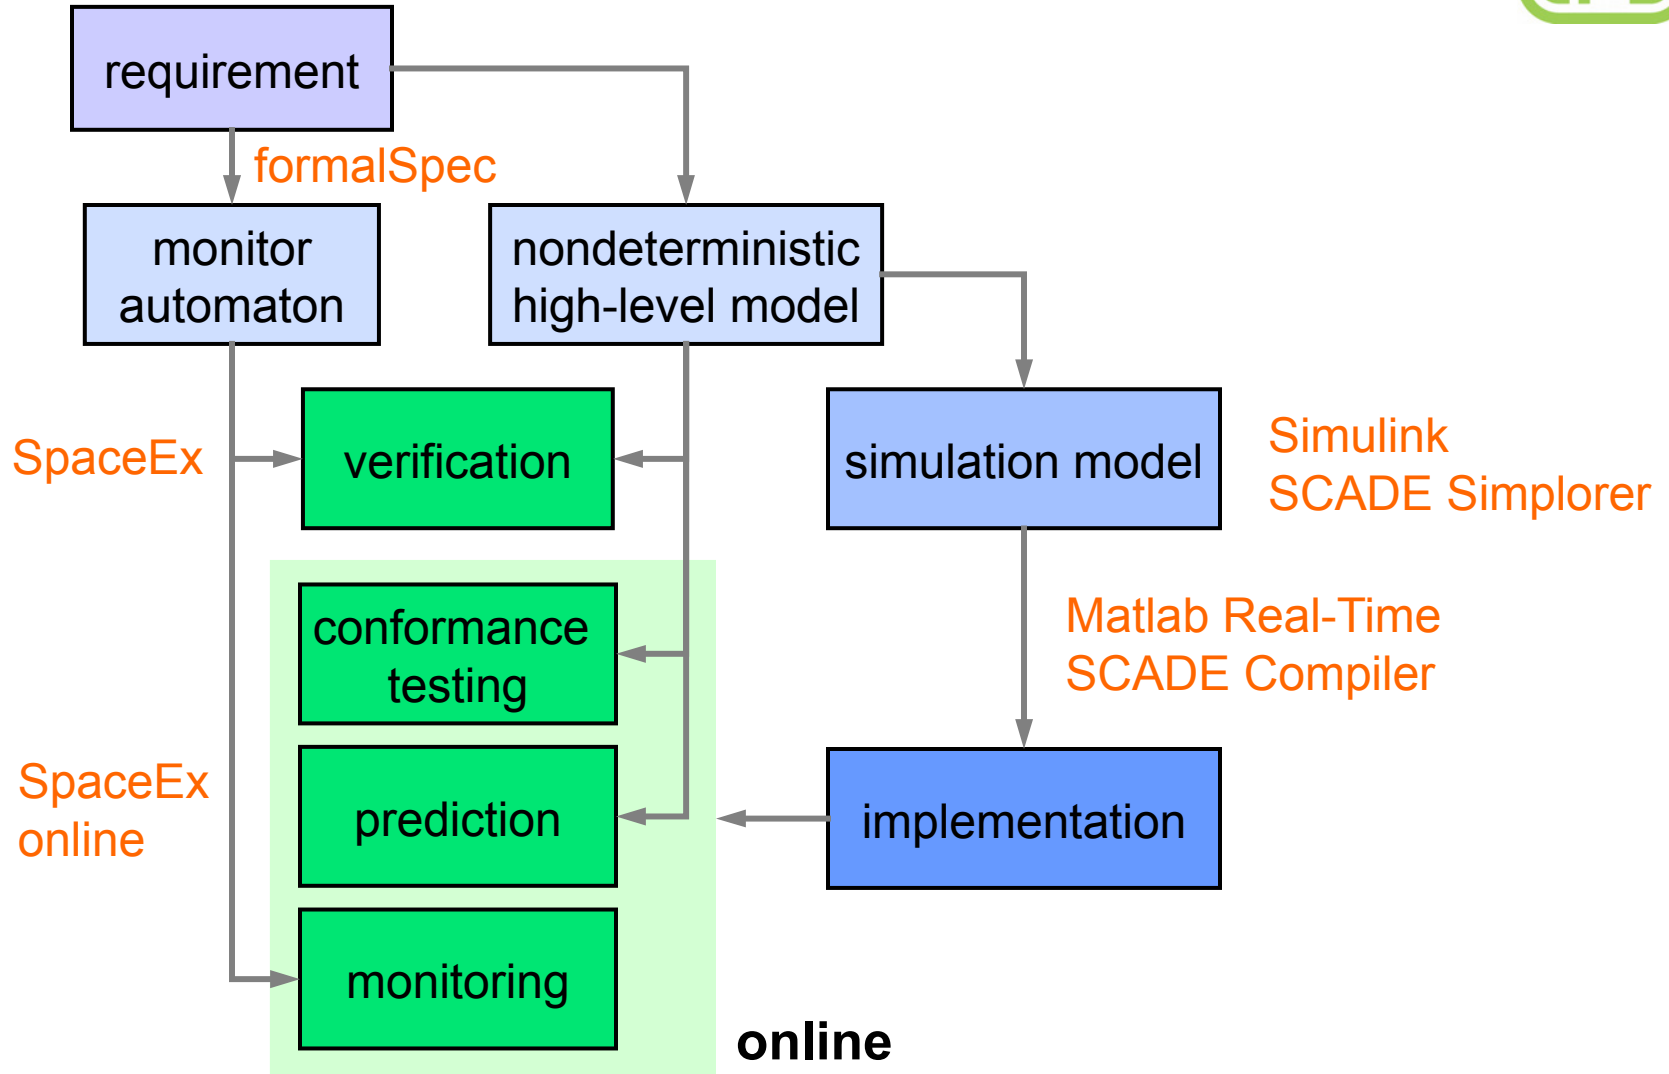 requirement
formalSpec
monitor
automaton
nondeterministic
high-level model
SpaceEx
verification
simulation model
Simulink
SCADE Simplorer
conformance
testing
Matlab Real-Time
SCADE Compiler
SpaceEx
online
prediction
implementation
monitoring
online